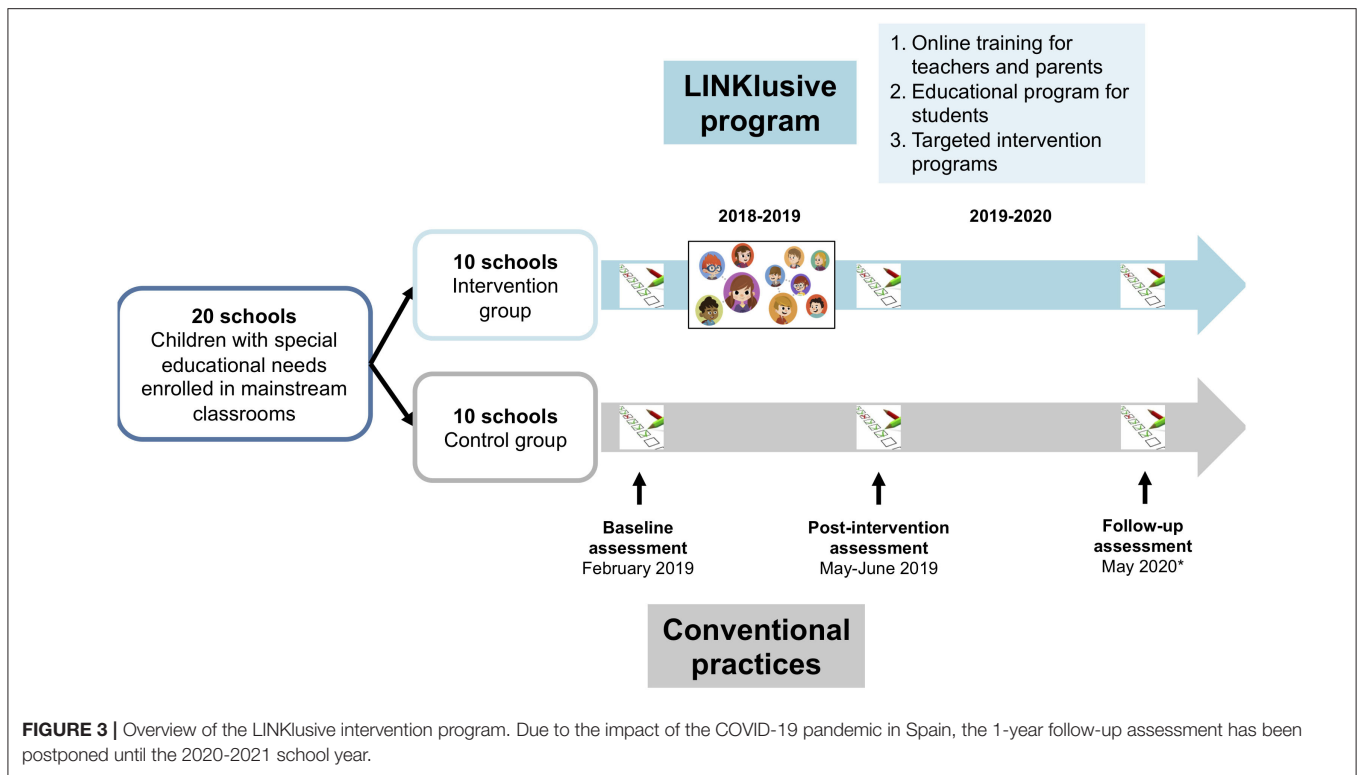 LINKlusive
program
1. Online training for
teachers and parents
2. Educational program for
students
3. Targeted intervention
programs
2018-2019
2019-2020
20 schools
Children with special
educational needs
enrolled in mainstream
classrooms
10 schools
Intervention
group
10 schools
Control group
Baseline
assessment
February 2019
Post-intervention
assessment
May-June 2019
Follow-up
assessment
May 2020*
Conventional
practices
FIGURE 3 | Overview of the LINKlusive intervention program. Due to the impact of the COVID-19 pandemic in Spain, the 1-year follow-up assessment has been
postponed until the 2020-2021 school year.